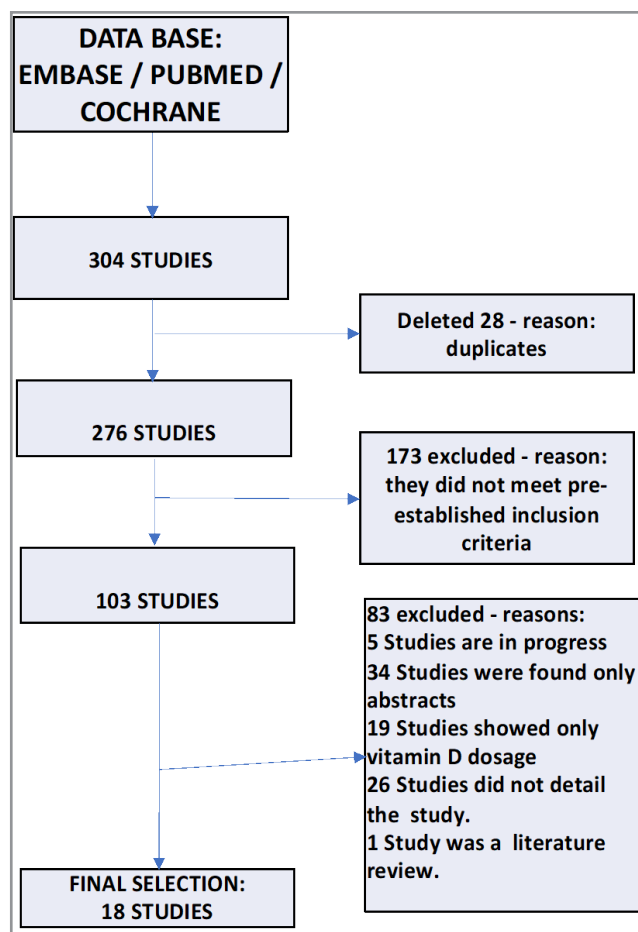 DATA BASE:
EMBASE / PUBMED /
COCHRANE
304 STUDIES
Deleted 28 - reason:
duplicates
276 STUDIES
173 excluded - reason:
they did not meet pre-
established inclusion
criteria
103 STUDIES
83 excluded - reasons:
5 Studies are in progress
34 Studies were found only
abstracts
19 Studies showed only
vitamin D dosage
26 Studies did not detail
the study.
1 Study was a literature
review.
FINAL SELECTION:
18 STUDIES